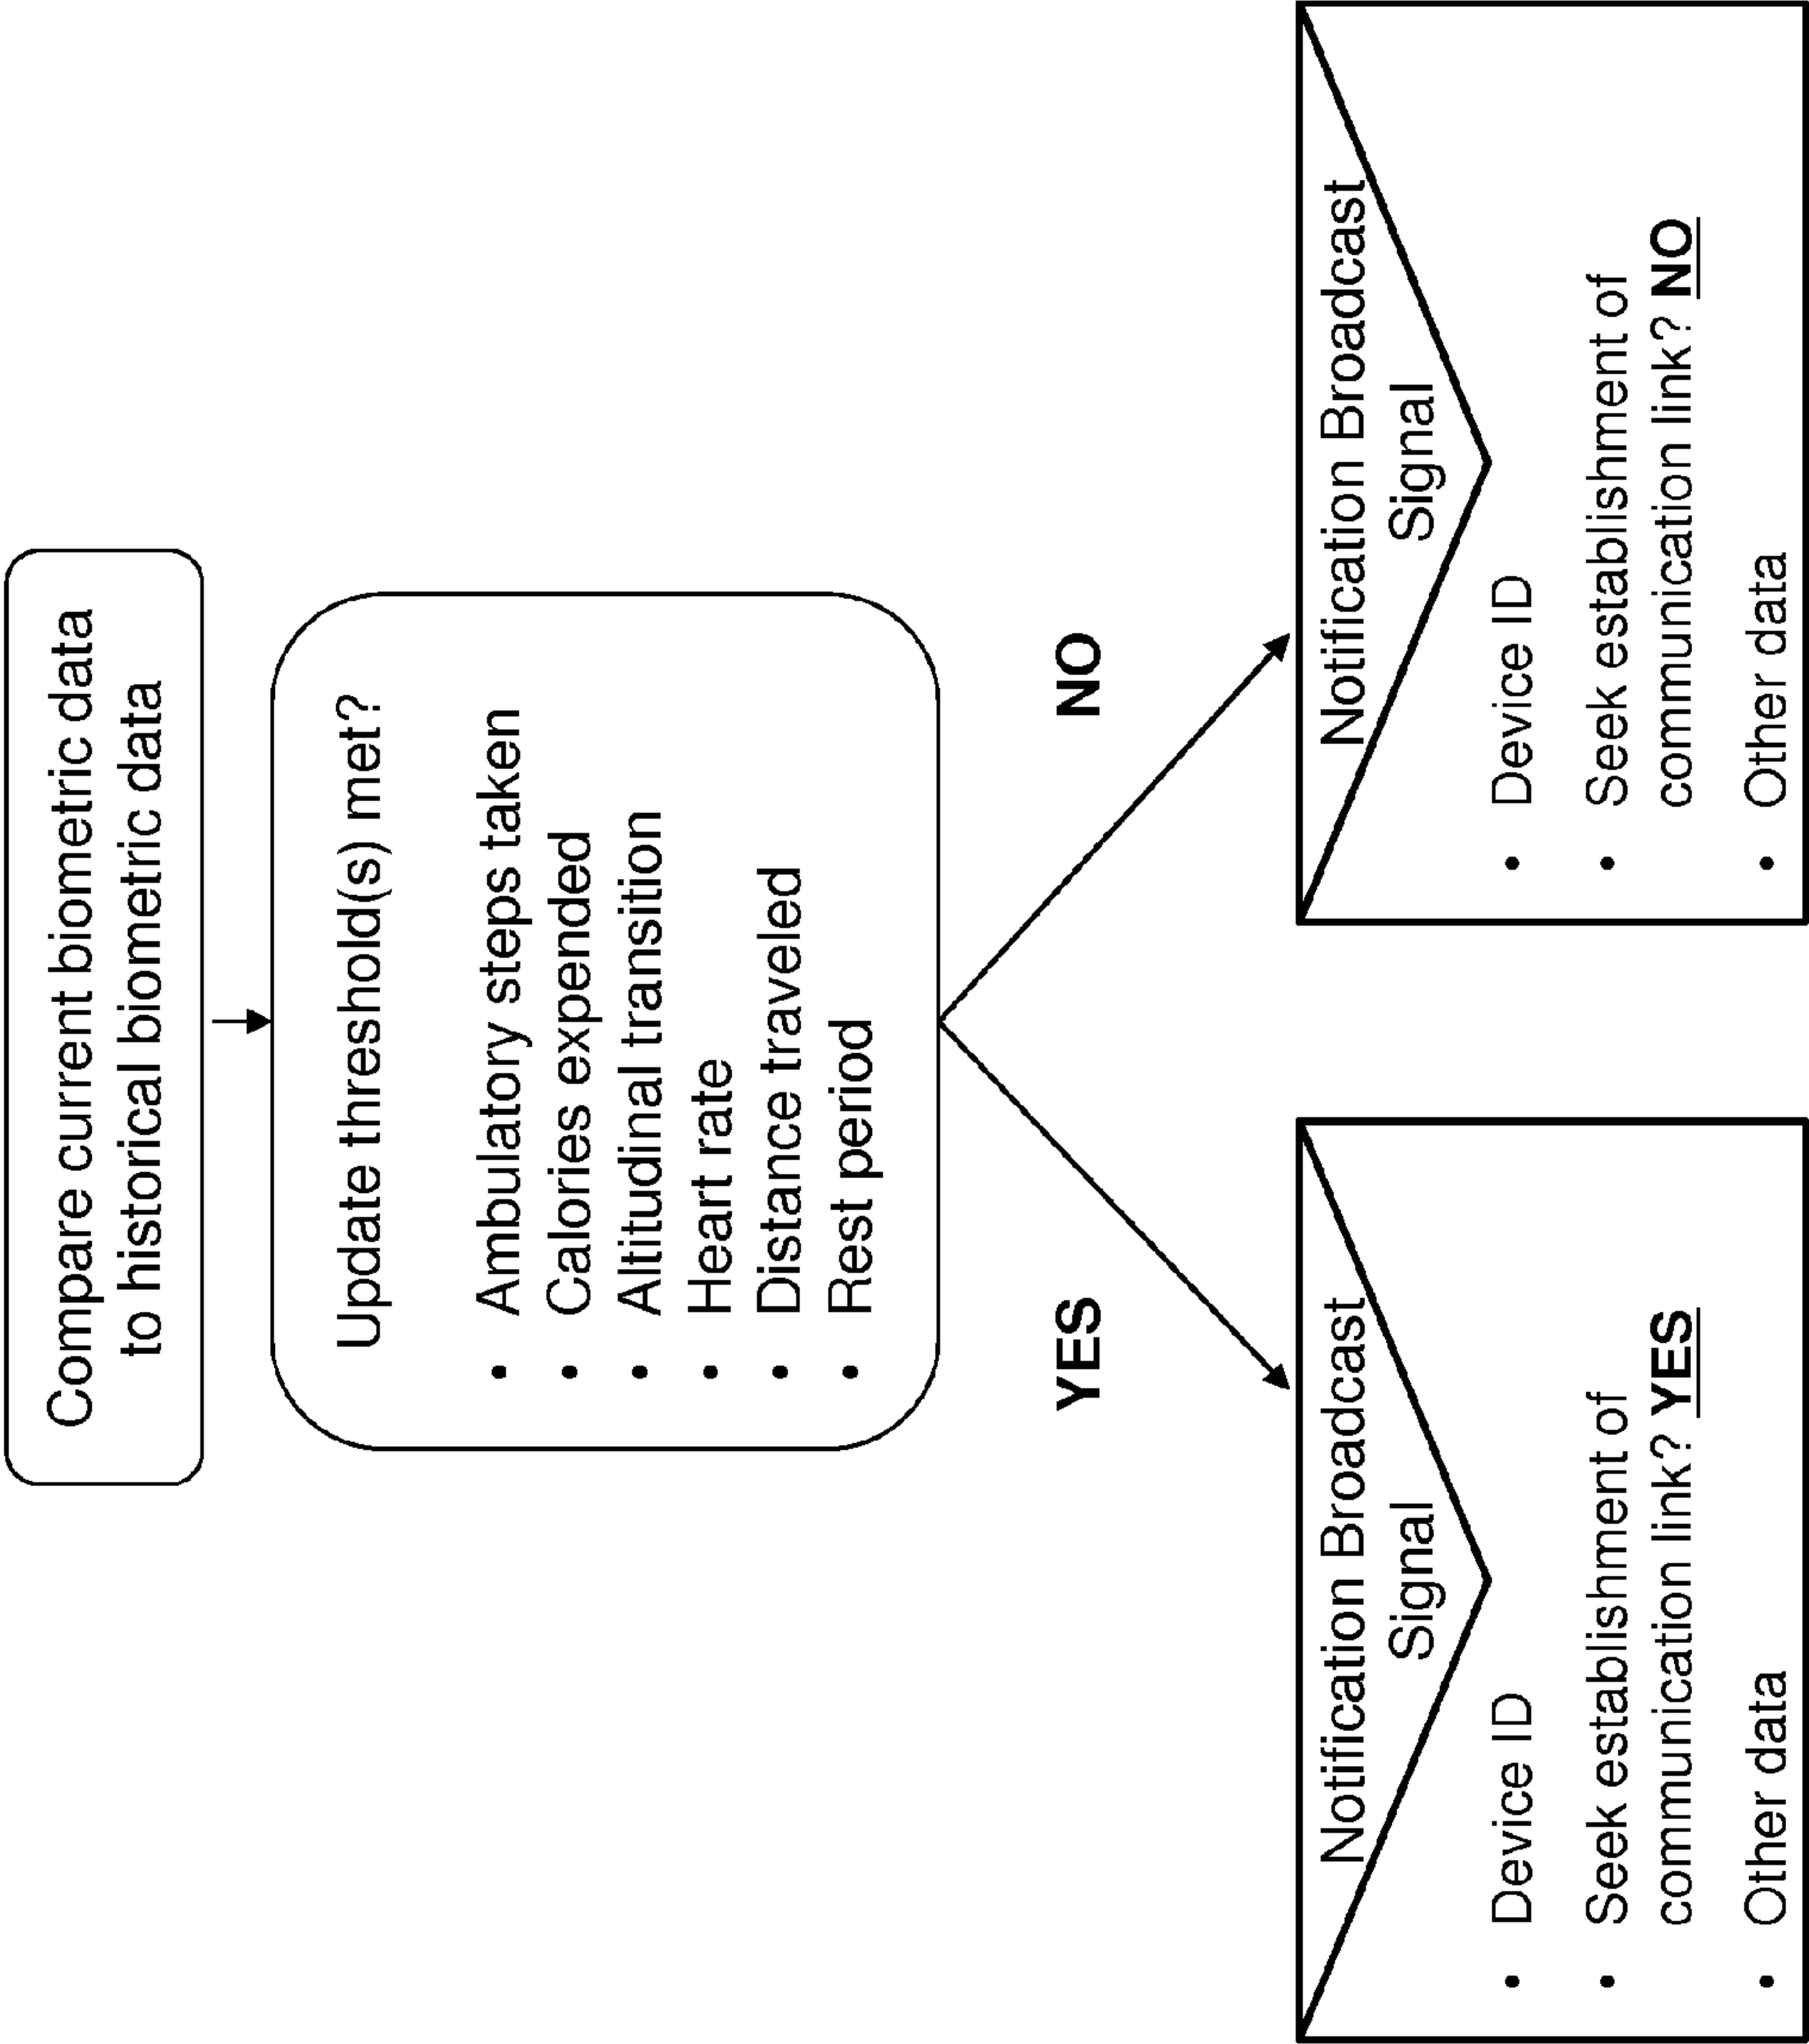 Compare current biometric data
to historical biometric data
Update threshold(s) met?
• Ambulatory steps taken
• Calories expended
• Altitudinal transition
• Heart rate
• Distance traveled
• Rest period
YES
NO
Notification Broadcast
Signal
• Device ID
• Seek establishment of
communication link? YES
• Other data
Notification Broadcast
Signal
• Device ID
• Seek establishment of
communication link? NO
• Other data